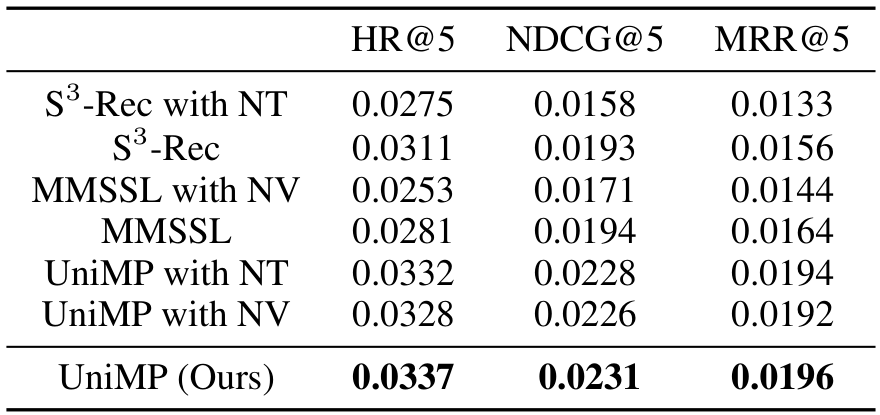 HR@5 NDCG@5 MRR@5
S³-Rec with NT 0.0275 0.0158 0.0133
S³-Rec 0.0311 0.0193 0.0156
MMSSL with NV 0.0253 0.0171 0.0144
MMSSL 0.0281 0.0194 0.0164
UniMP with NT 0.0332 0.0228 0.0194
UniMP with NV 0.0328 0.0226 0.0192
UniMP (Ours) 0.0337 0.0231 0.0196